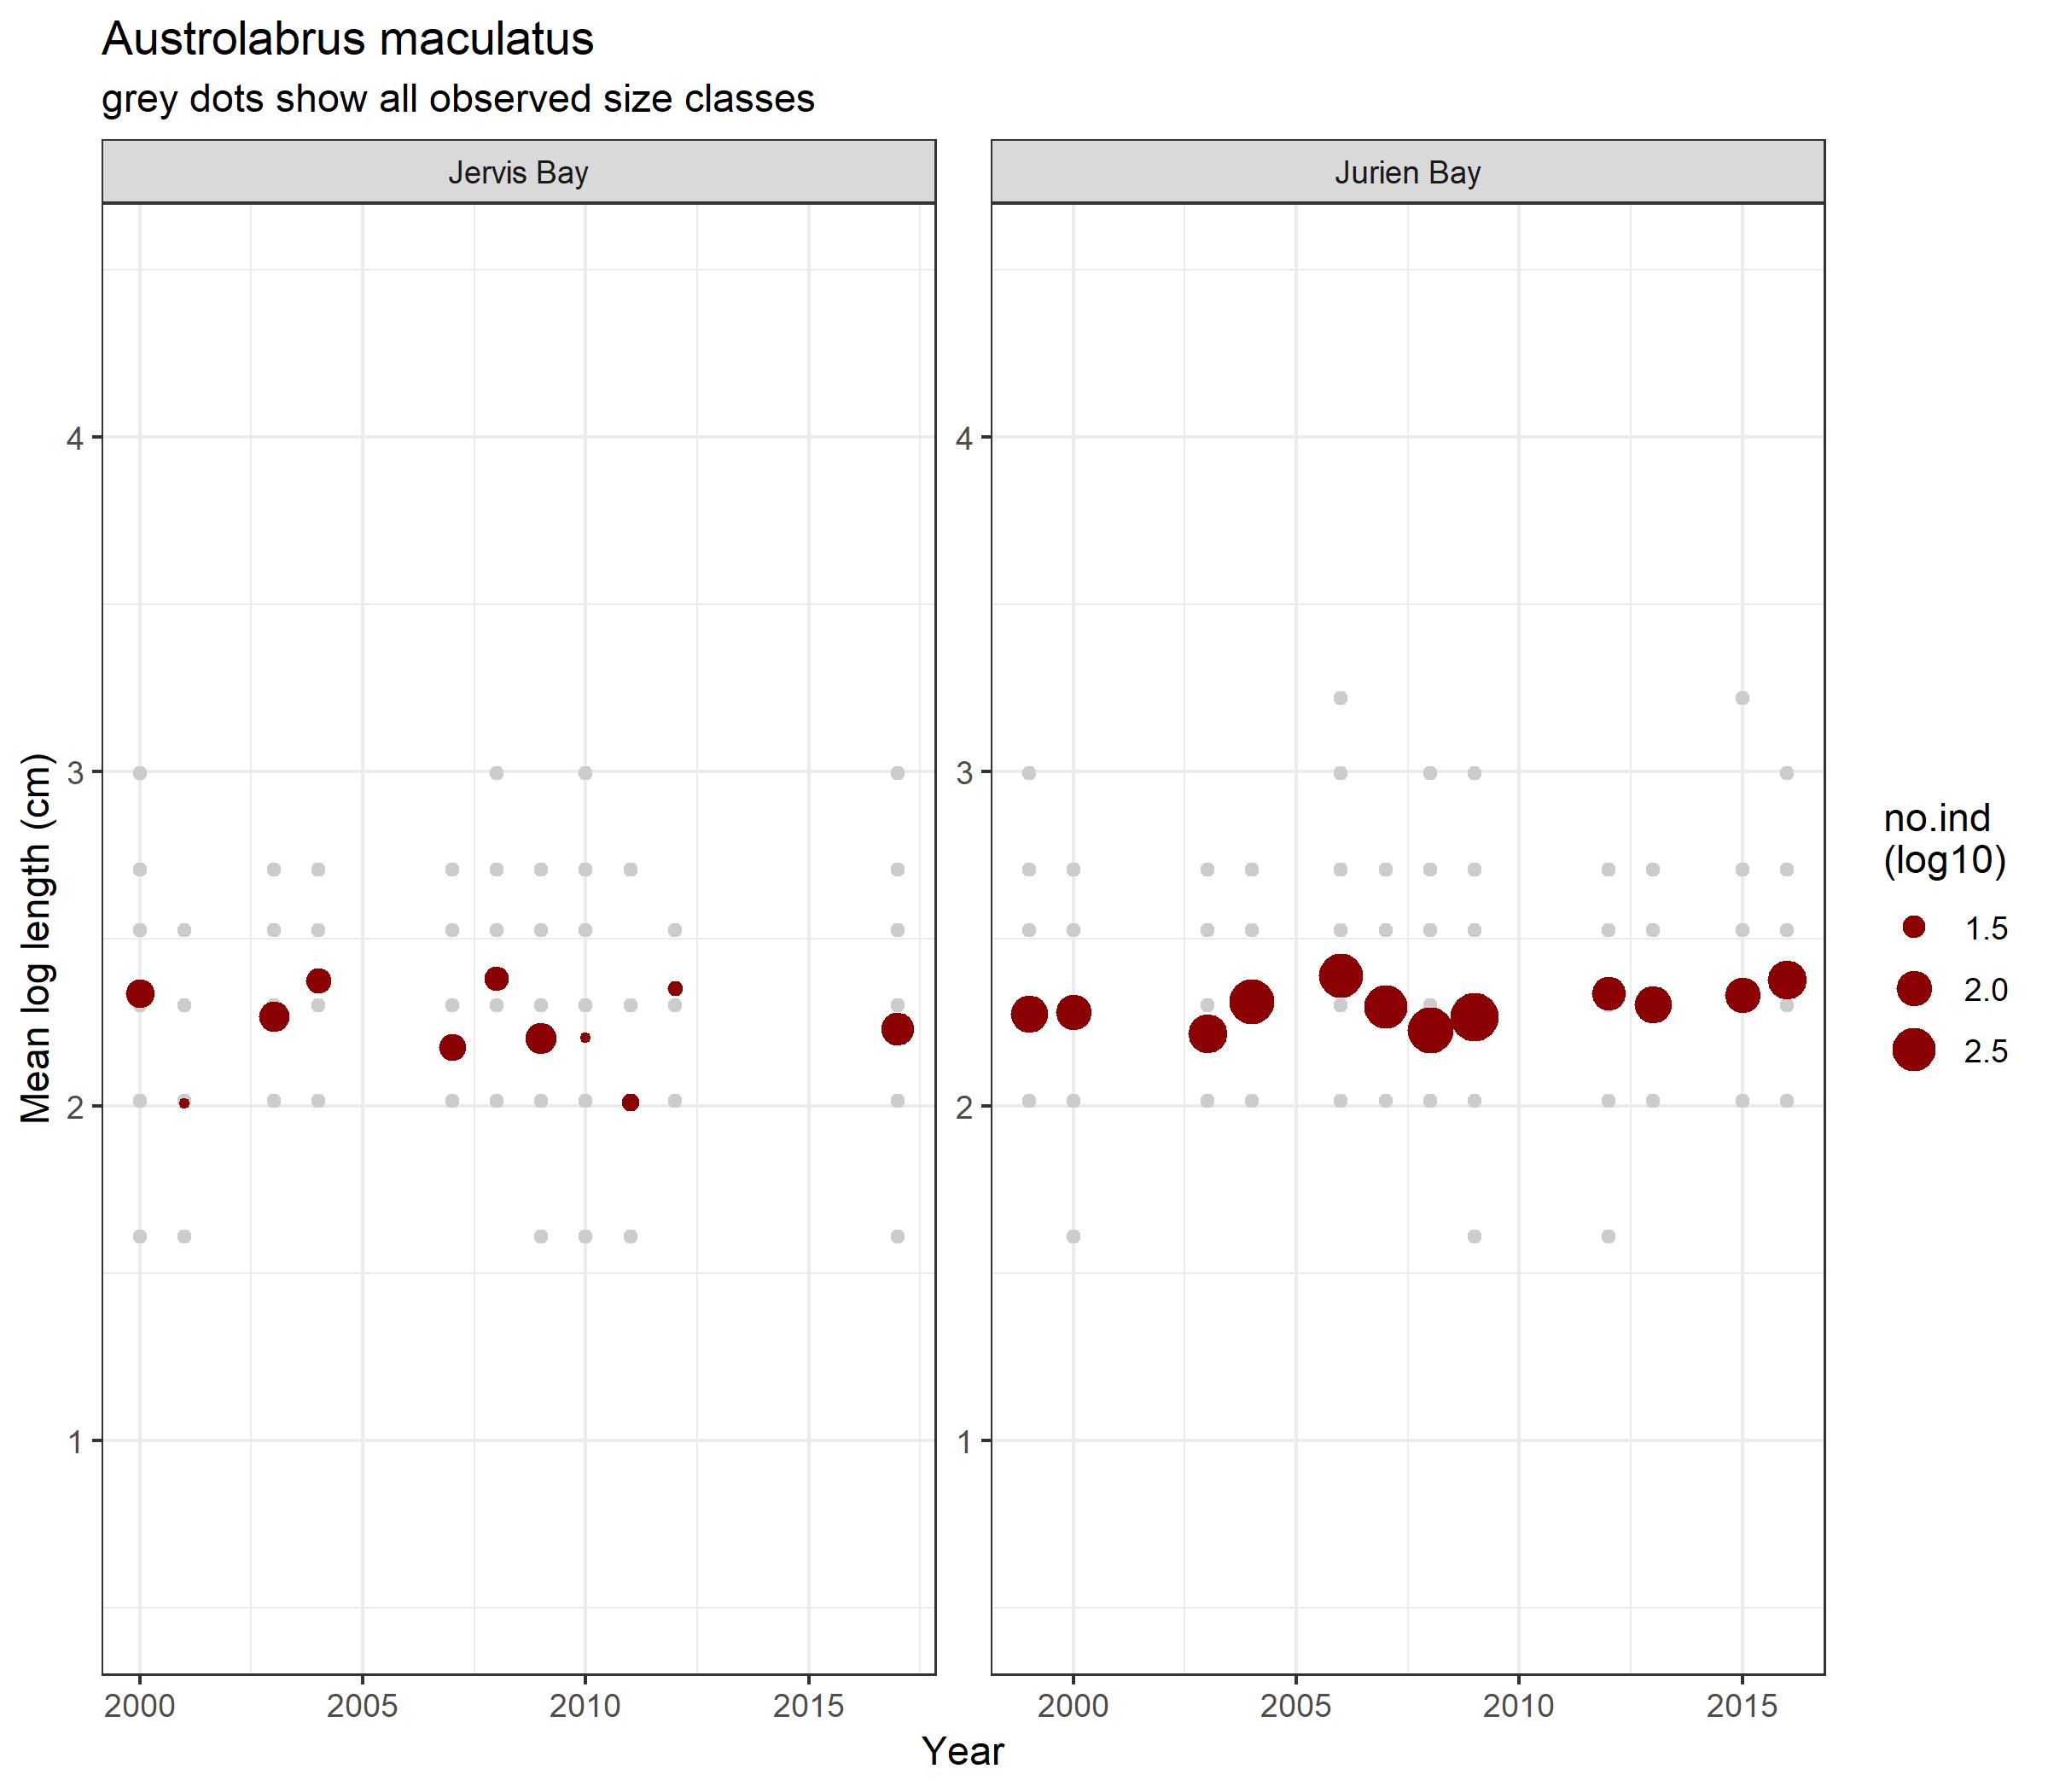 Austrolabrus maculatus
grey dots show all observed size classes
Jervis Bay
Jurien Bay
Mean log length (cm)
4
3
2
1
4
3
2
1
2000 2005 2010 2015
2000 2005 2010 2015
Year
no.ind
(log10)
1.5
2.0
2.5